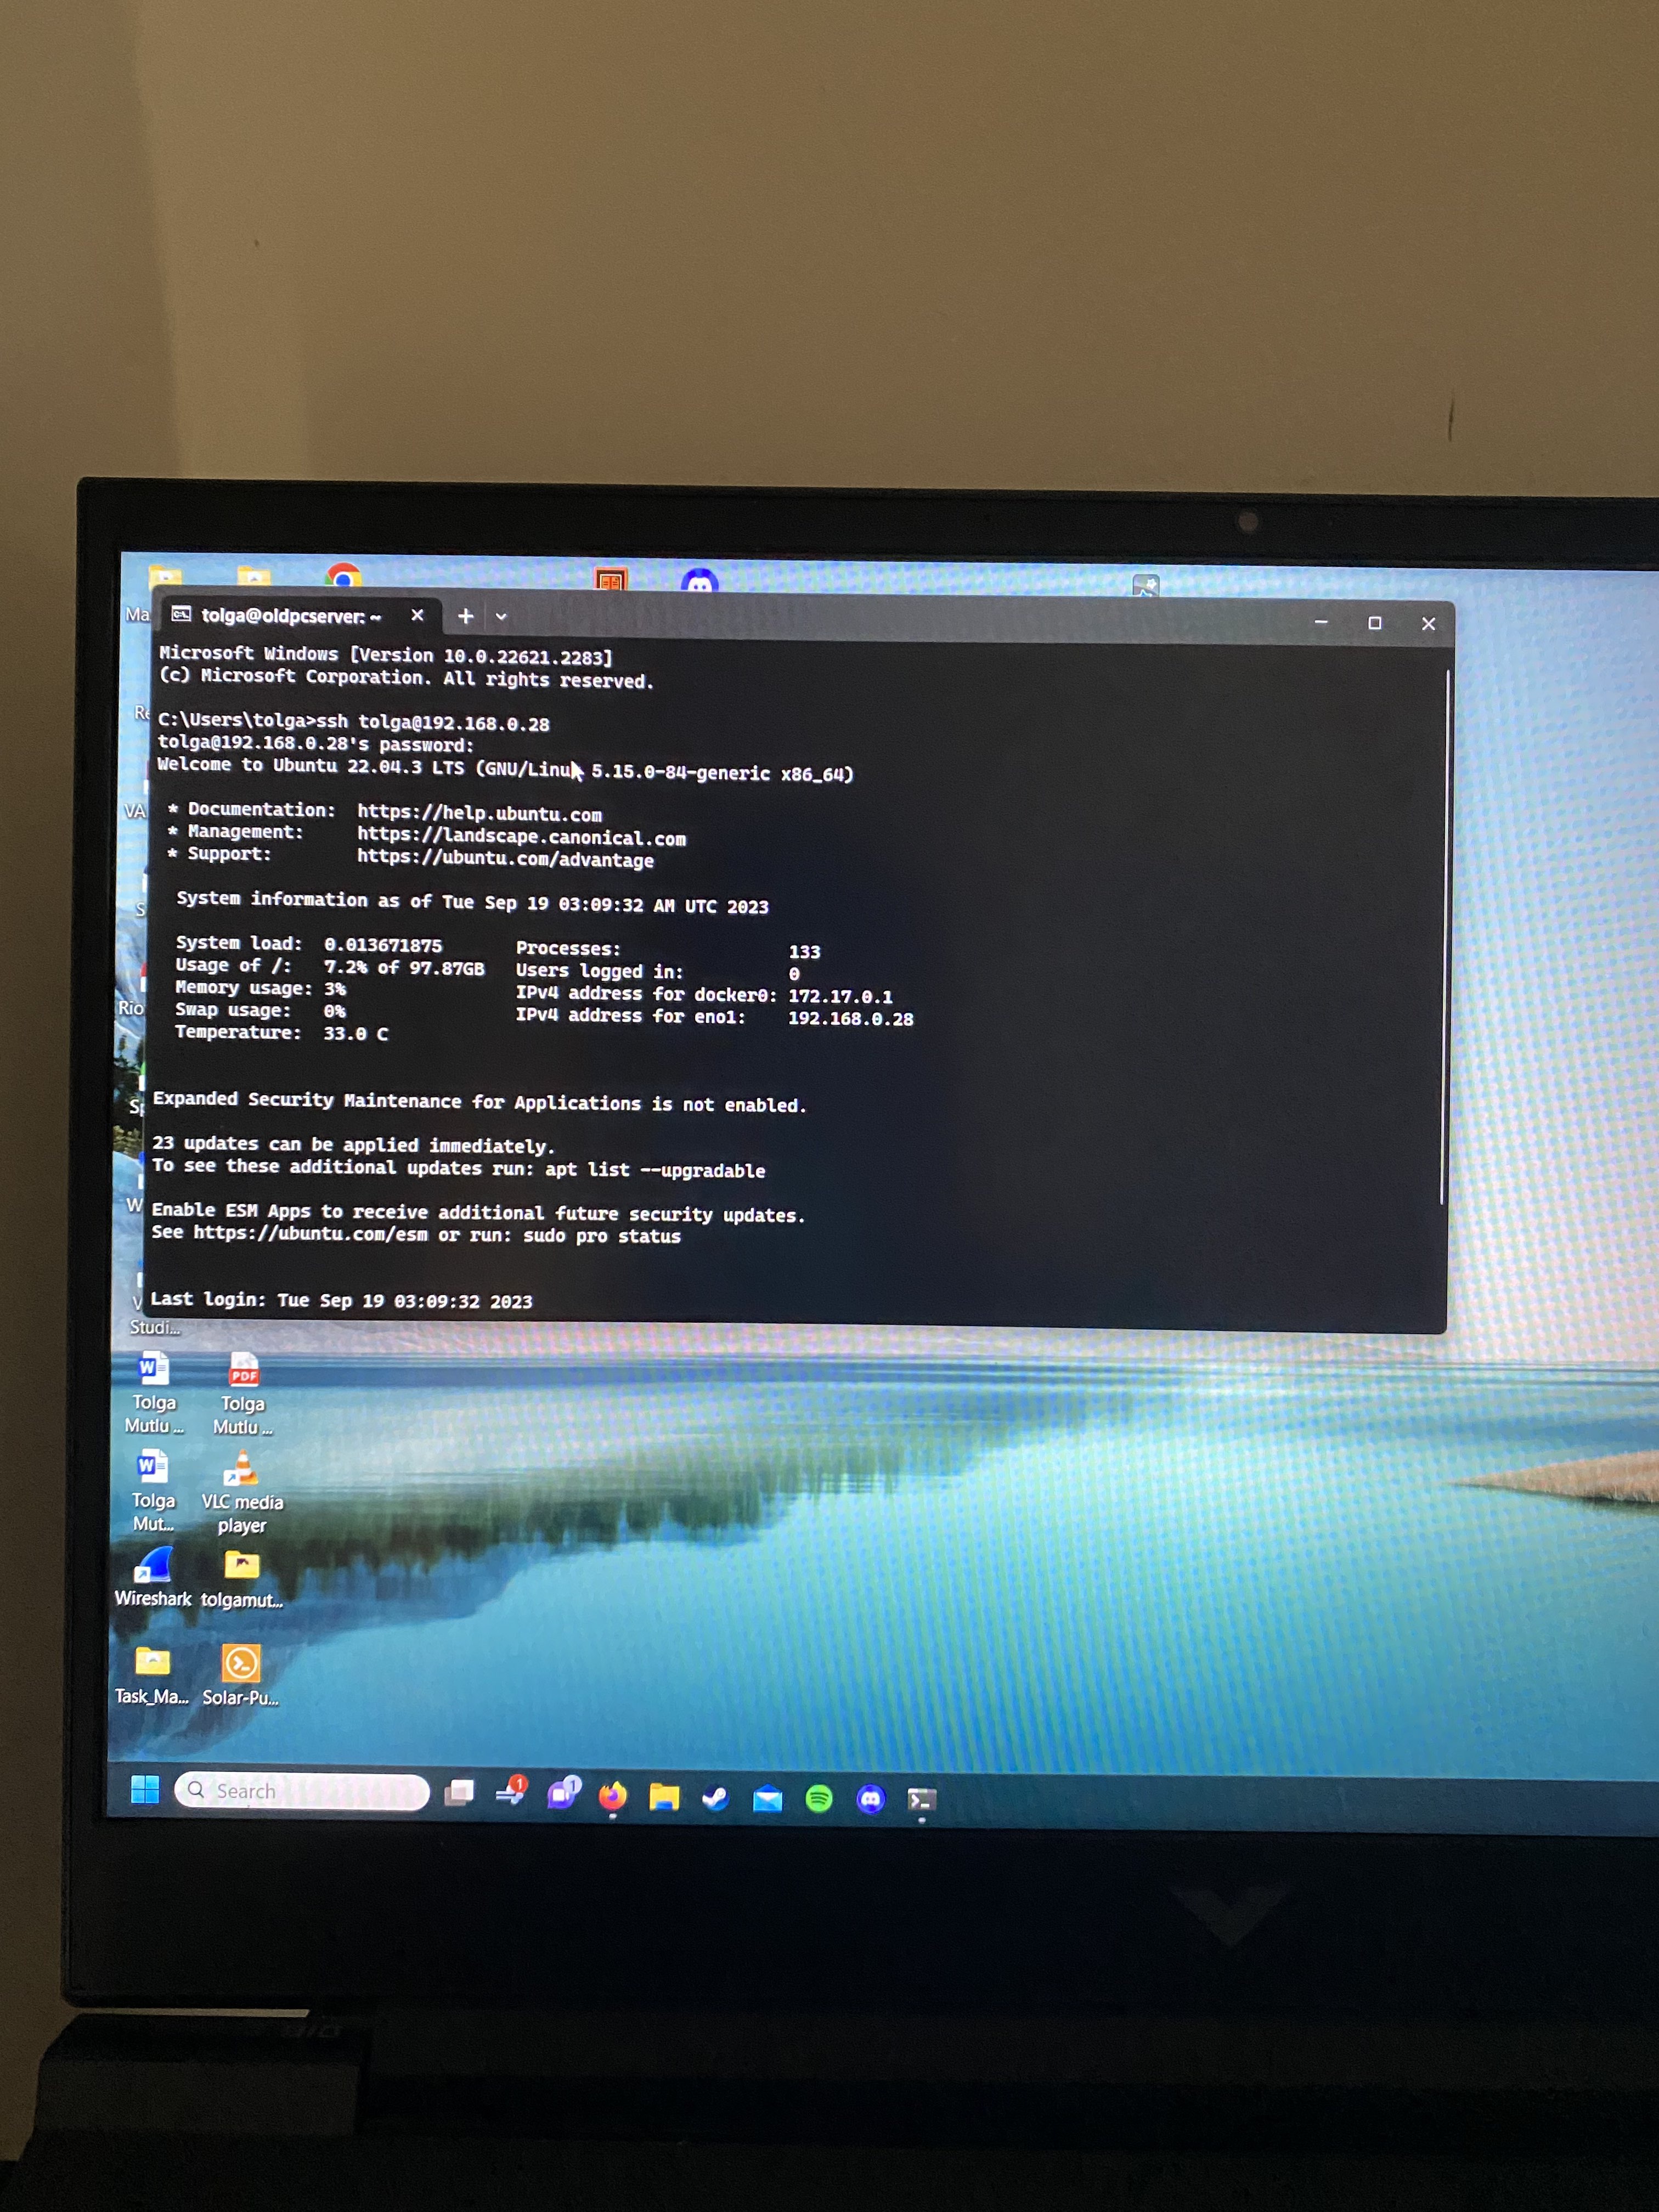 Ma
tolga@oldpcserver: ~
Microsoft Windows [Version 10.0.22621.2283]
(c) Microsoft Corporation. All rights reserved.
C:\Users\tolga>ssh tolga@192.168.0.28
tolga@192.168.0.28's password:
Welcome to Ubuntu 22.04.3 LTS (GNU/Linux 5.15.0-84-generic x86_64)
* Documentation: https://help.ubuntu.com
* Management: https://landscape.canonical.com
* Support: https://ubuntu.com/advantage
System information as of Tue Sep 19 03:09:32 AM UTC 2023
System load: 0.013671875 Processes: 133
Usage of /: 7.2% of 97.87GB Users logged in: 0
Memory usage: 3% IPv4 address for docker0: 172.17.0.1
Swap usage: 0% IPv4 address for eno1: 192.168.0.28
Temperature: 33.0 C
Expanded Security Maintenance for Applications is not enabled.
23 updates can be applied immediately.
To see these additional updates run: apt list --upgradable
Enable ESM Apps to receive additional future security updates.
See https://ubuntu.com/esm or run: sudo pro status
Last login: Tue Sep 19 03:09:32 2023
VA
Rio
Sp
W
V
Studi...
Tolga Tolga
Mutlu ... Mutlu ...
Tolga VLC media
Mut... player
Wireshark tolgamut...
Task_Ma... Solar-Pu...
Search
1
1